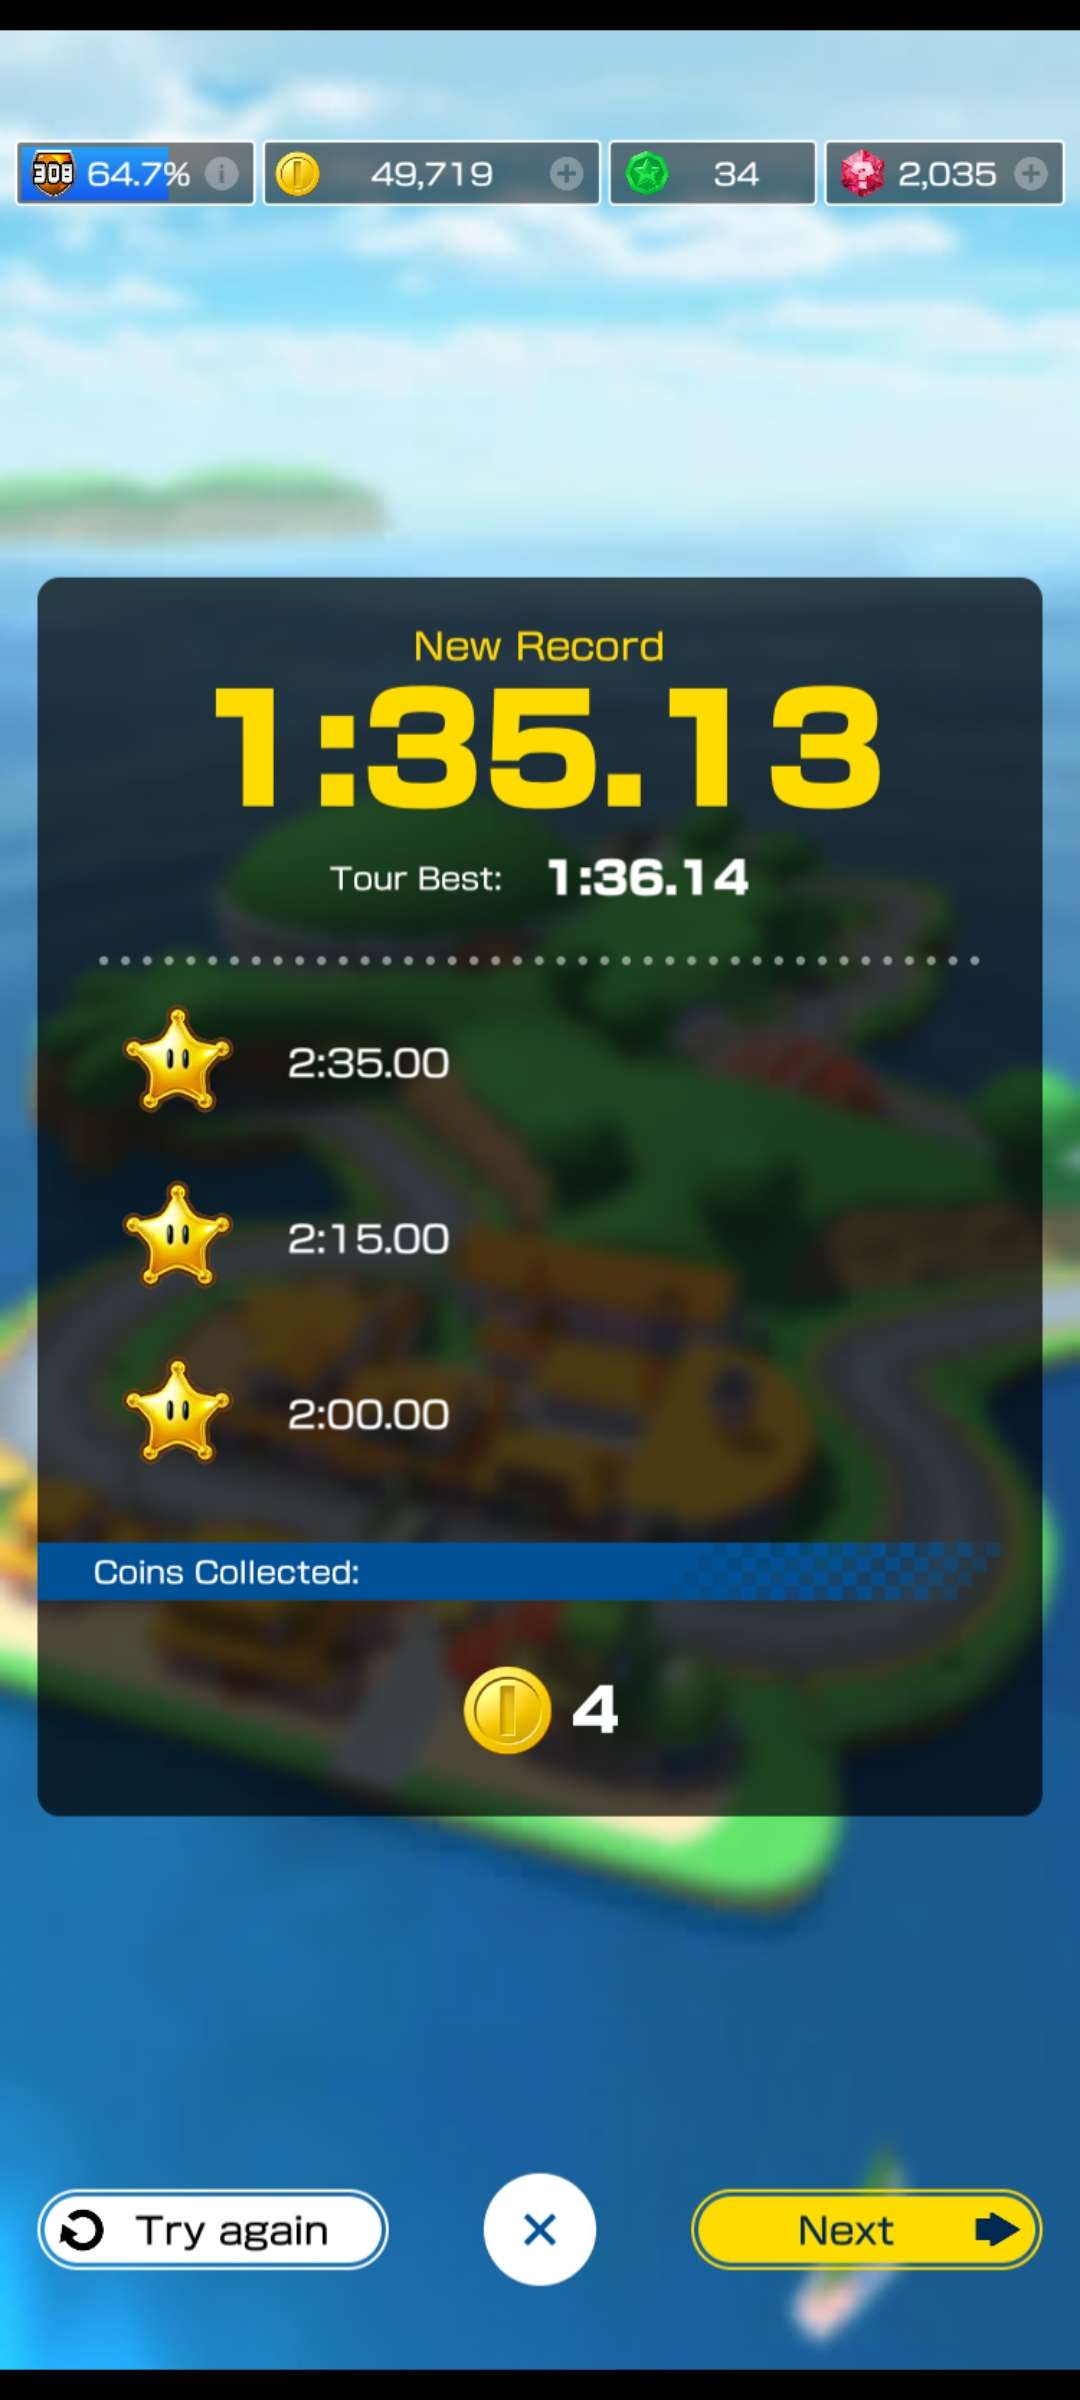 308 64.7% i 49,719 + 34 2,035 +
New Record
1:35.13
Tour Best: 1:36.14
2:35.00
2:15.00
2:00.00
Coins Collected:
4
Try again × Next